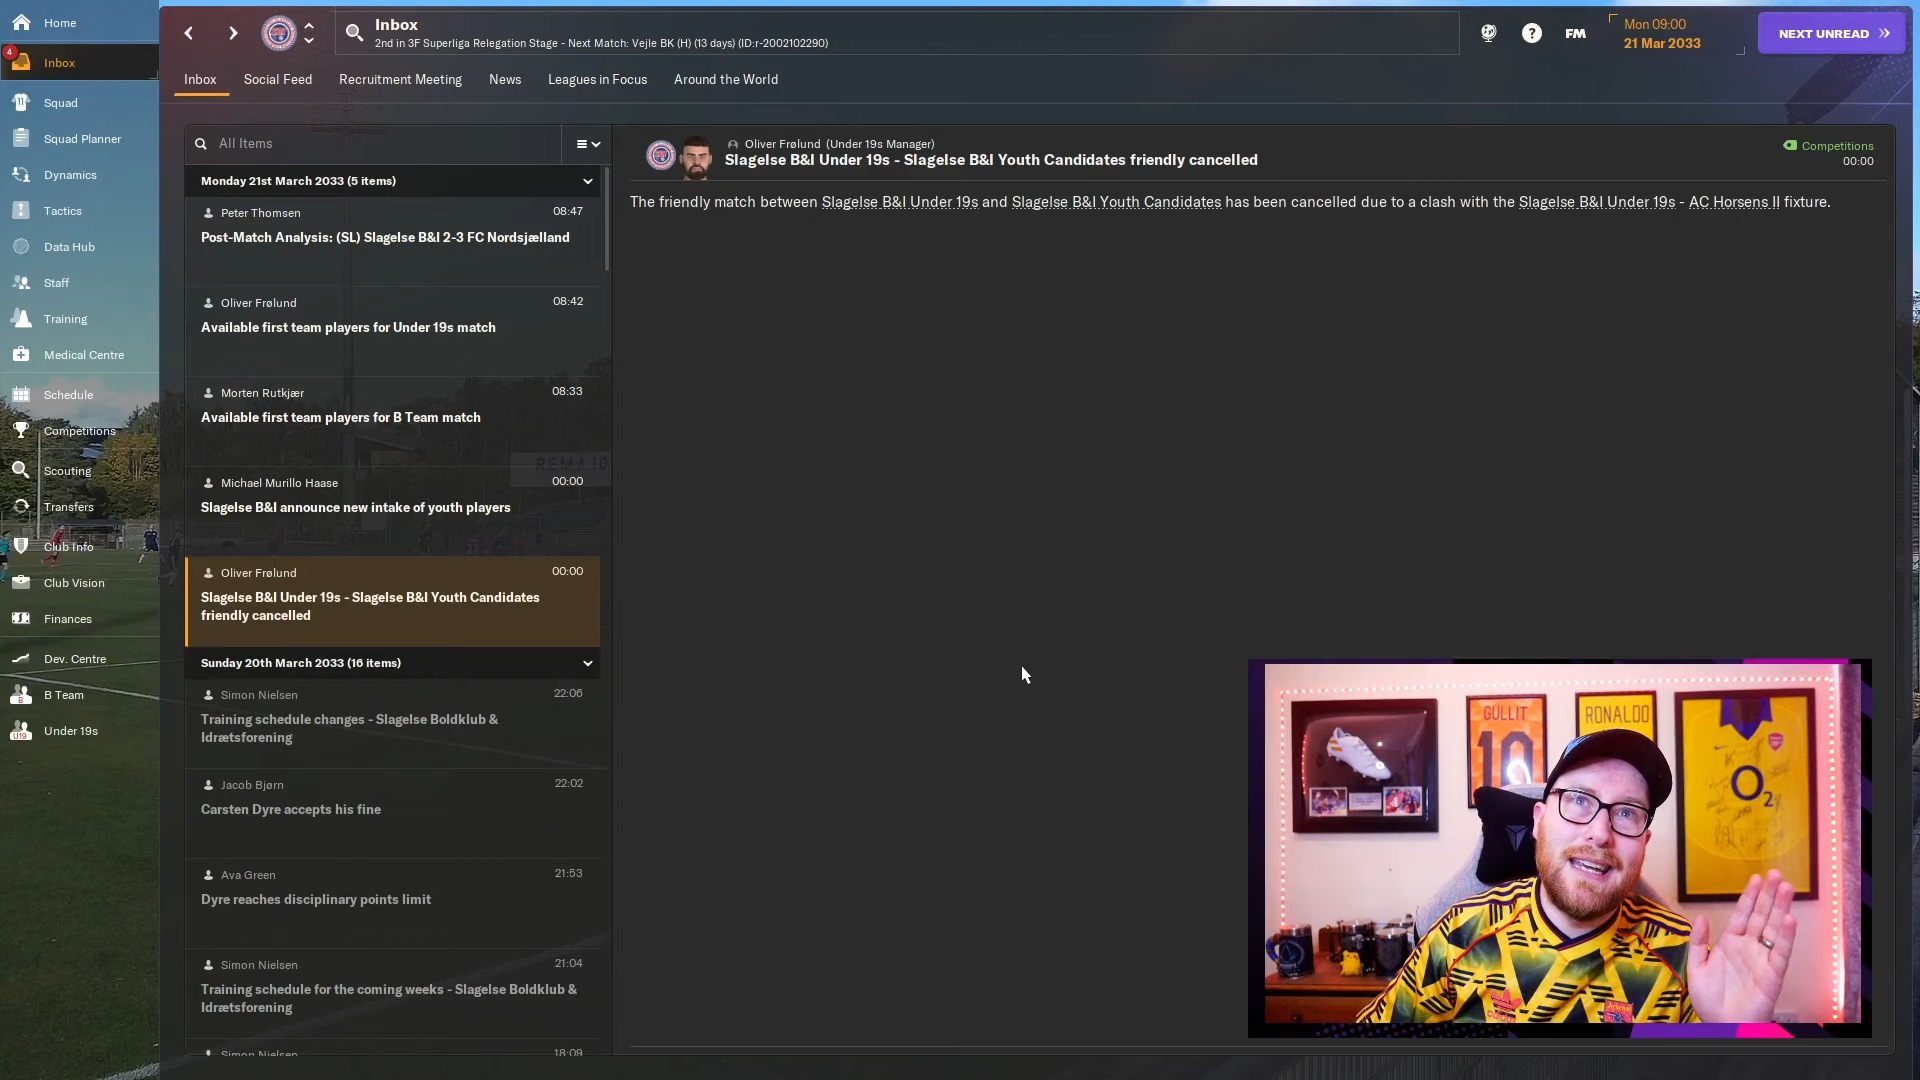 Home
4
Inbox
Squad
Squad Planner
Dynamics
Tactics
Data Hub
Staff
Training
Medical Centre
Schedule
Competitions
Scouting
Transfers
Club Info
Club Vision
Finances
Dev. Centre
B Team
Under 19s
Inbox
2nd in 3F Superliga Relegation Stage - Next Match: Vejle BK (H) (13 days) (ID:r-2002102290)
?
FM
Mon 09:00
21 Mar 2033
NEXT UNREAD
Inbox
Social Feed
Recruitment Meeting
News
Leagues in Focus
Around the World
All Items
Monday 21st March 2033 (5 items)
Peter Thomsen 08:47
Post-Match Analysis: (SL) Slagelse B&I 2-3 FC Nordsjælland
Oliver Frølund 08:42
Available first team players for Under 19s match
Morten Rutkjær 08:33
Available first team players for B Team match
REMA 10
Michael Murillo Haase 00:00
Slagelse B&I announce new intake of youth players
Oliver Frølund 00:00
Slagelse B&I Under 19s - Slagelse B&I Youth Candidates
friendly cancelled
Sunday 20th March 2033 (16 items)
Simon Nielsen 22:06
Training schedule changes - Slagelse Boldklub &
Idrætsforening
Jacob Bjørn 22:02
Carsten Dyre accepts his fine
Ava Green 21:53
Dyre reaches disciplinary points limit
Simon Nielsen 21:04
Training schedule for the coming weeks - Slagelse Boldklub &
Idrætsforening
Simon Nielsen 18:09
Oliver Frølund (Under 19s Manager)
Slagelse B&I Under 19s - Slagelse B&I Youth Candidates friendly cancelled
Competitions
00:00
The friendly match between Slagelse B&I Under 19s and Slagelse B&I Youth Candidates has been cancelled due to a clash with the Slagelse B&I Under 19s - AC Horsens II fixture.
GULLIT
10
RONALDO
O2
adidas
Arsenal